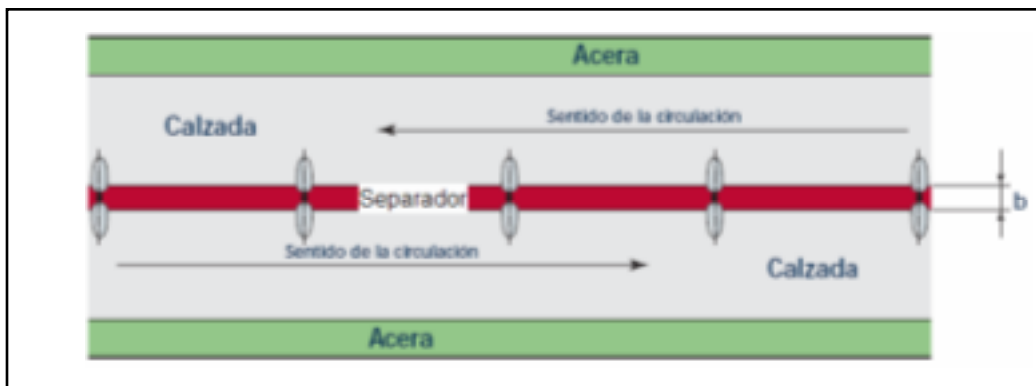 Acera
Sentido de la circulación
Calzada
Separador
b
Sentido de la circulación
Calzada
Acera